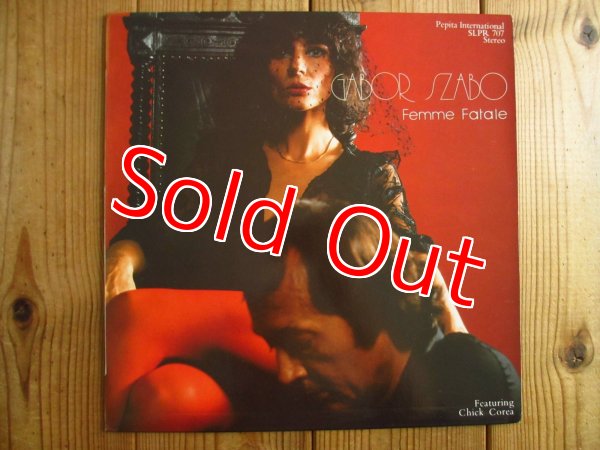 Pepita International
SLPR 707
Stereo
GABOR SZABO
Femme Fatale
Sold Out
Featuring
Chick Corea